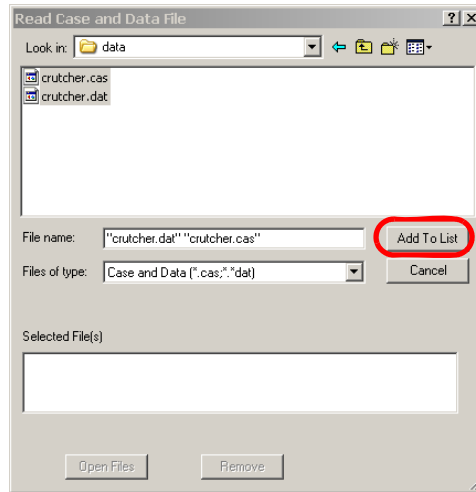 Read Case and Data File
Look in: data
crutcher.cas
crutcher.dat
File name: "crutcher.dat" "crutcher.cas" Add To List
Files of type: Case and Data (*.cas;*.*dat) Cancel
Selected File(s)
Open Files Remove